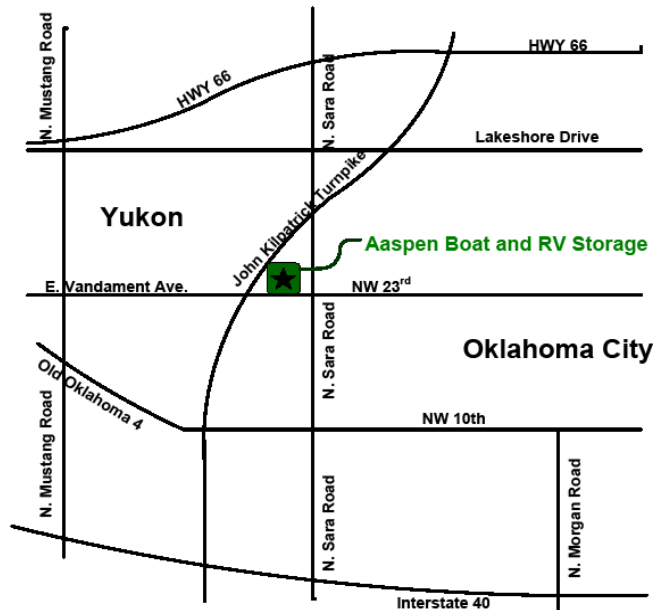 HWY 66
HWY 66
N. Mustang Road
N. Sara Road
Lakeshore Drive
John Kilpatrick Turnpike
Yukon
Aaspen Boat and RV Storage
E. Vandament Ave.
NW 23rd
N. Sara Road
Oklahoma City
Old Oklahoma 4
NW 10th
N. Mustang Road
N. Sara Road
N. Morgan Road
Interstate 40